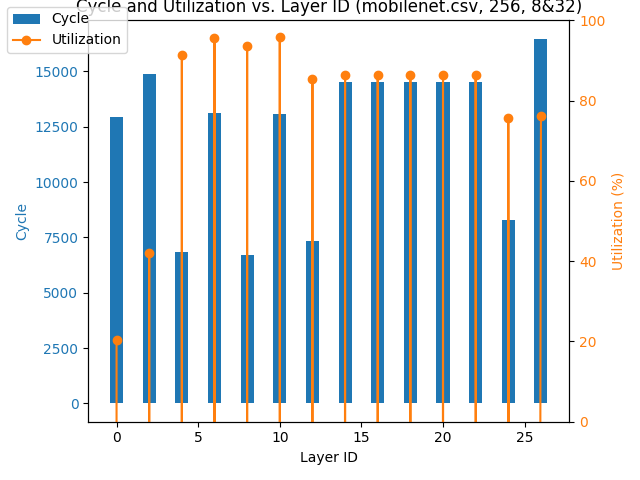 Cycle and Utilization vs. Layer ID (mobilenet.csv, 256, 8&32)
Cycle
Utilization
15000
12500
10000
7500
5000
2500
0
Cycle
100
80
60
40
20
0
Utilization (%)
0 5 10 15 20 25
Layer ID